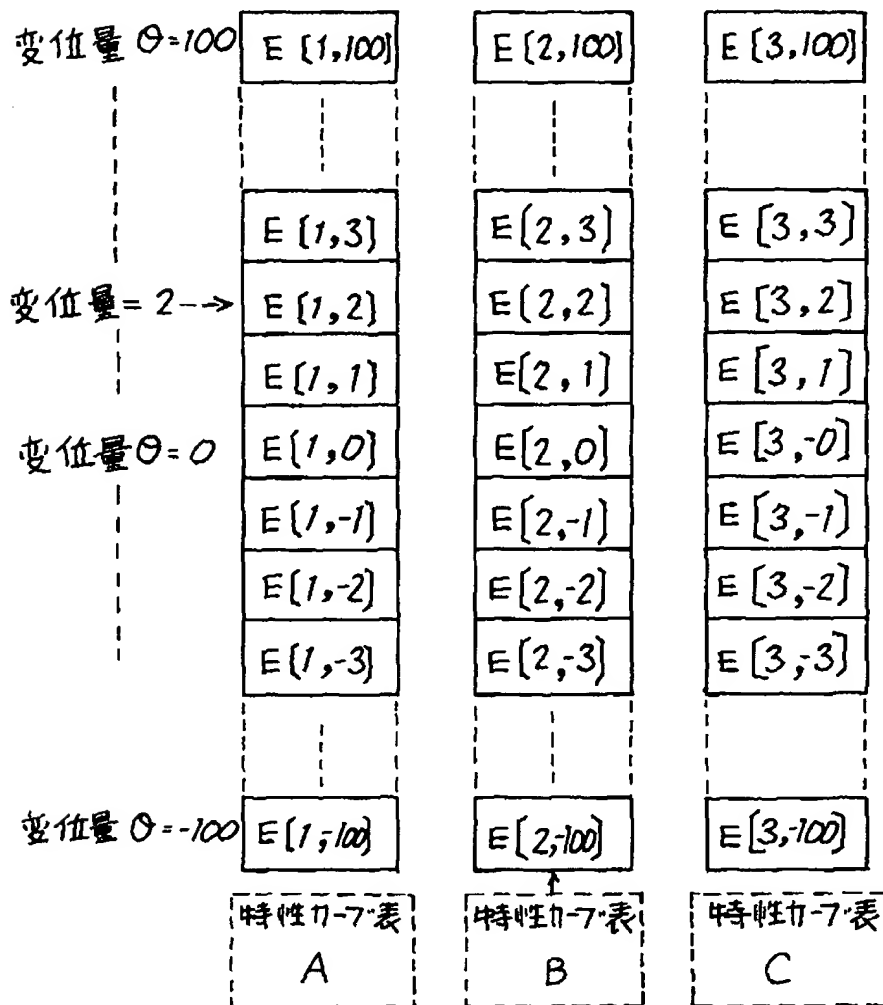 変位量 θ=100 E[1,100] E[2,100] E[3,100]
E[1,3] E[2,3] E[3,3]
変位量=2 E[1,2] E[2,2] E[3,2]
E[1,1] E[2,1] E[3,1]
変位量θ=0 E[1,0] E[2,0] E[3,-0]
E[1,-1] E[2,-1] E[3,-1]
E[1,-2] E[2,-2] E[3,-2]
E[1,-3] E[2,-3] E[3,-3]
変位量 θ=-100 E[1,-100] E[2,-100] E[3,-100]
特性カーブ表 特性カーブ表 特性カーブ表
A B C